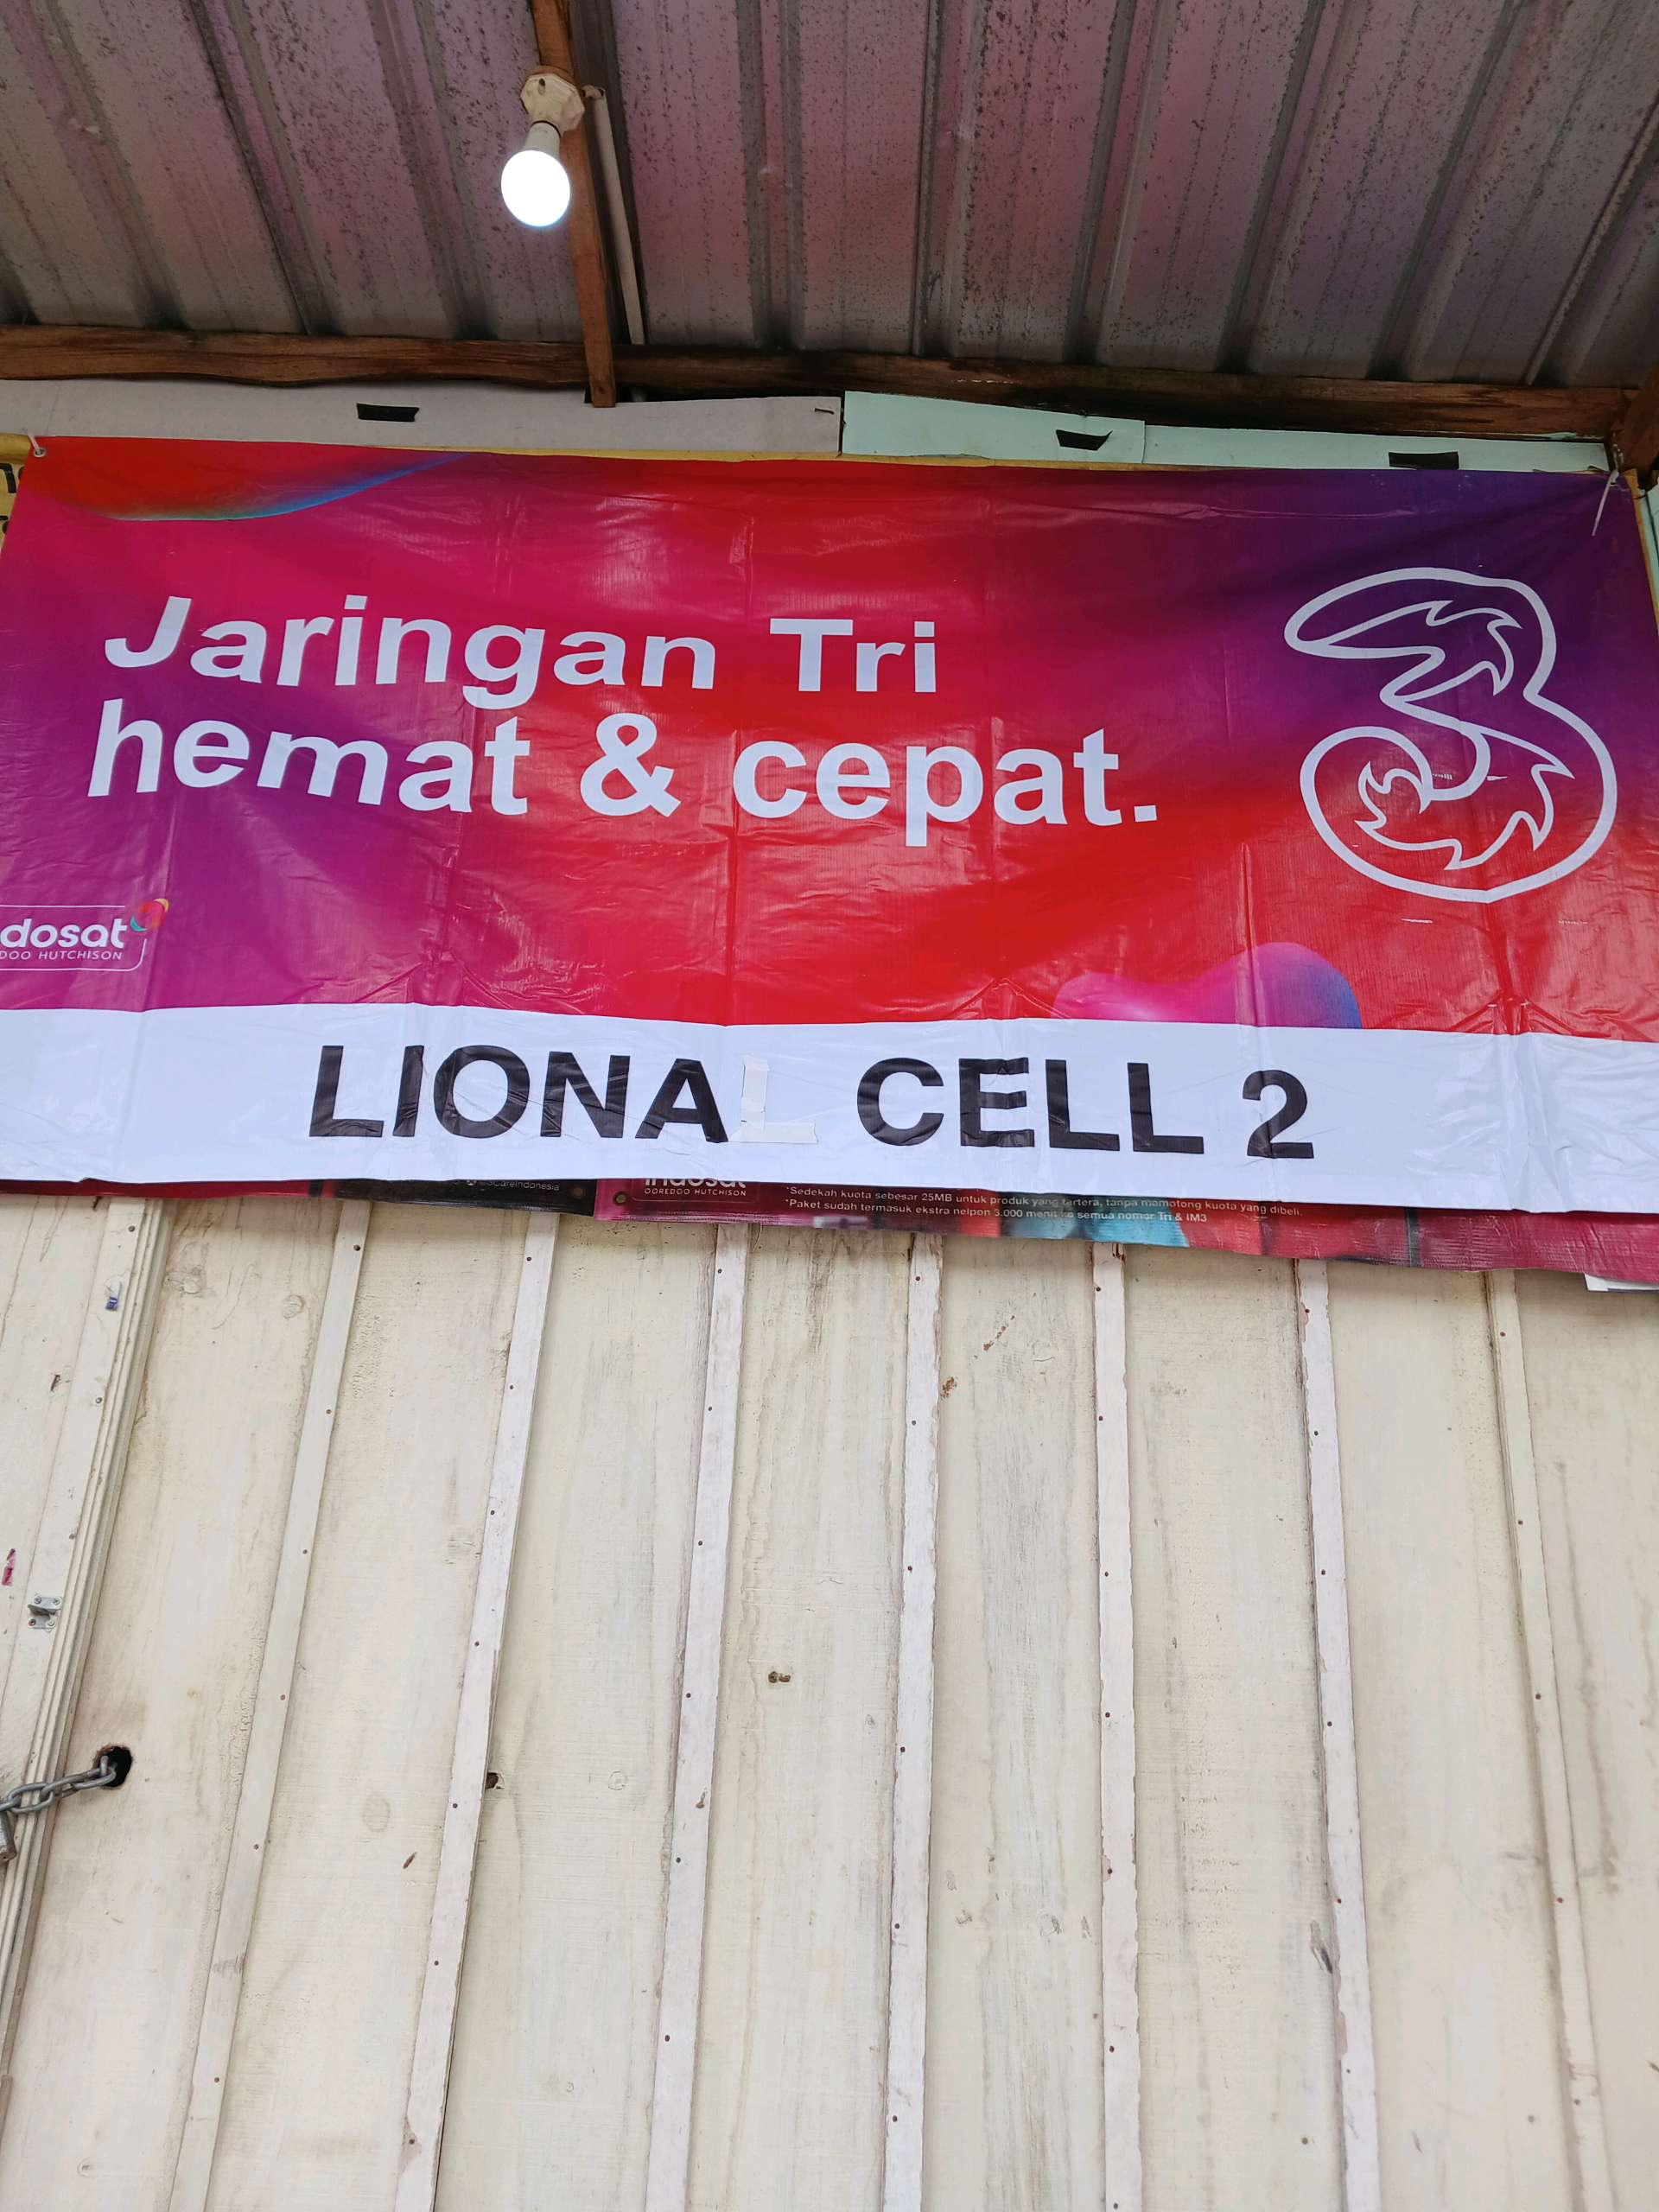 Jaringan Tri
hemat & cepat.
3
dosat
DOO HUTCHISON
LIONAL CELL 2
indosat
OOREDOO HUTCHISON
*Sedekah kuota sebesar 25MB untuk produk yang tertera, tanpa memotong kuota yang dibeli.
*Paket sudah termasuk ekstra nelpon 3.000 menit ke semua nomor Tri & IM3